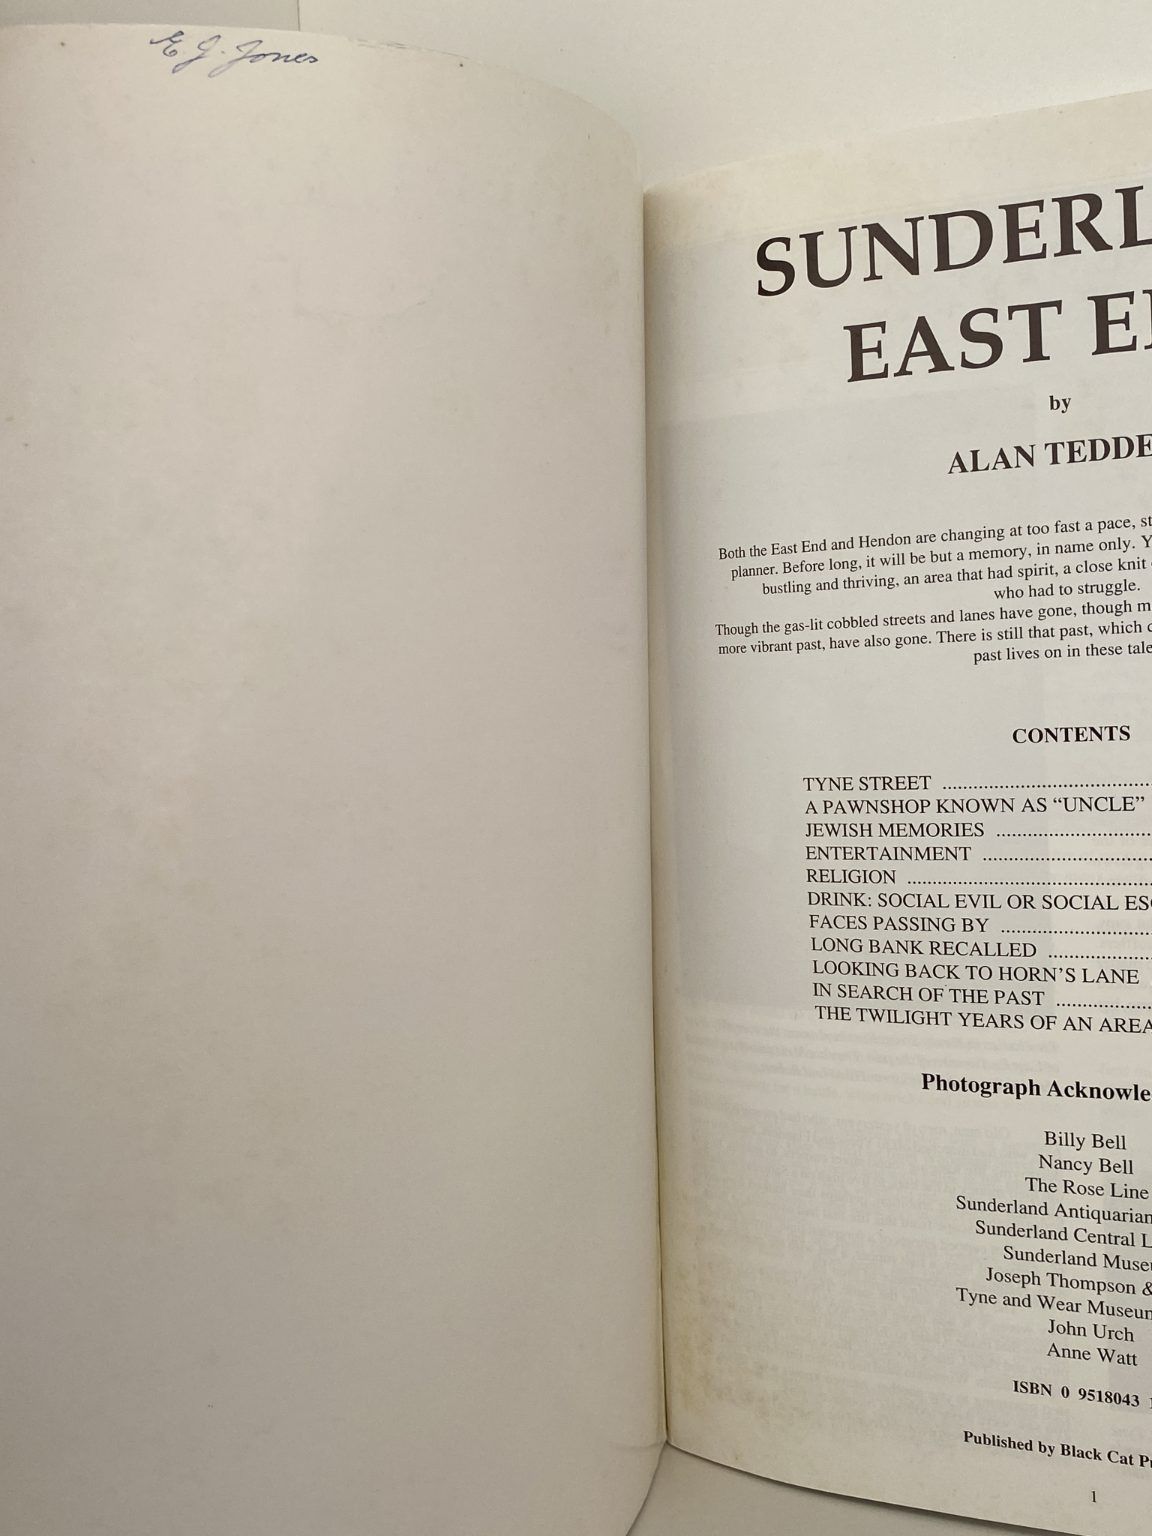 E. J. Jones
SUNDERL
EAST E
by
ALAN TEDDE
Both the East End and Hendon are changing at too fast a pace, st
planner. Before long, it will be but a memory, in name only. Y
bustling and thriving, an area that had spirit, a close knit
who had to struggle.
Though the gas-lit cobbled streets and lanes have gone, though m
more vibrant past, have also gone. There is still that past, which c
past lives on in these tale
CONTENTS
TYNE STREET ........................................
A PAWNSHOP KNOWN AS “UNCLE”
JEWISH MEMORIES ..............................
ENTERTAINMENT .................................
RELIGION ................................................
DRINK: SOCIAL EVIL OR SOCIAL ES
FACES PASSING BY ..............................
LONG BANK RECALLED ....................
LOOKING BACK TO HORN’S LANE
IN SEARCH OF THE PAST ..................
THE TWILIGHT YEARS OF AN AREA
Photograph Acknowle
Billy Bell
Nancy Bell
The Rose Line
Sunderland Antiquarian
Sunderland Central L
Sunderland Muse
Joseph Thompson &
Tyne and Wear Museum
John Urch
Anne Watt
ISBN 0 9518043
Published by Black Cat P
1